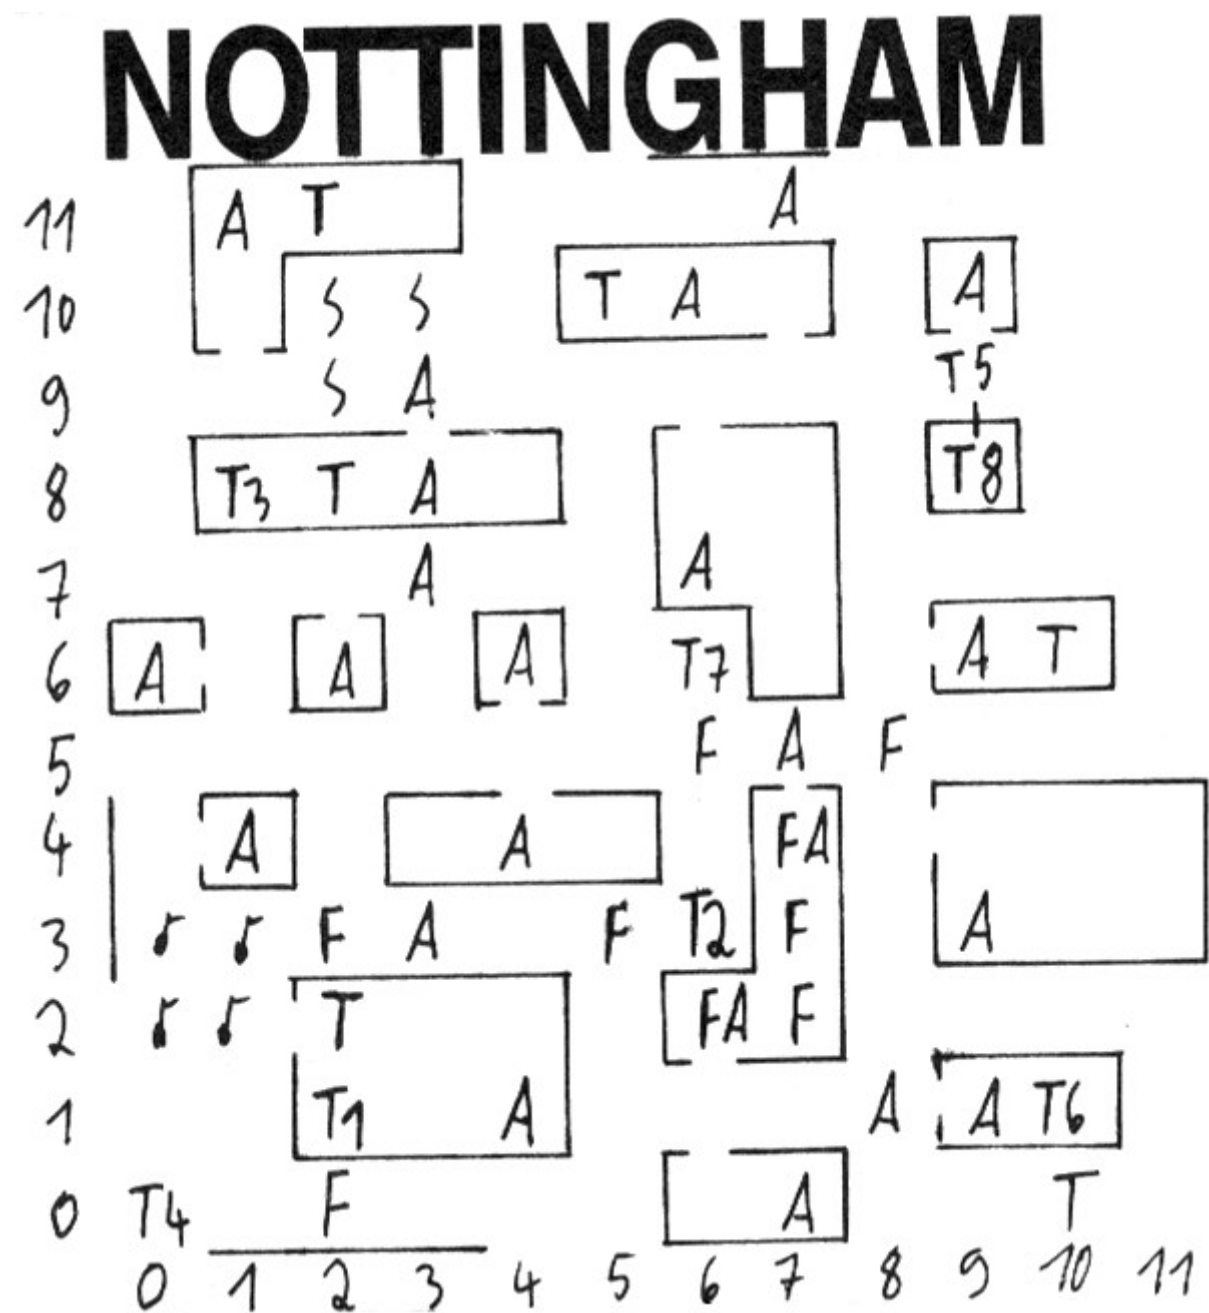 NOTTINGHAM
11 A T A
10 S S T A A
9 S A T5
8 T3 T A T8
7 A A
6 A A A T7 A T
5 F A F
4 A A FA
3 ♪ ♪ F A F T2 F A
2 ♪ ♪ T FA F
1 T1 A A A T6
0 T4 F A T
0 1 2 3 4 5 6 7 8 9 10 11